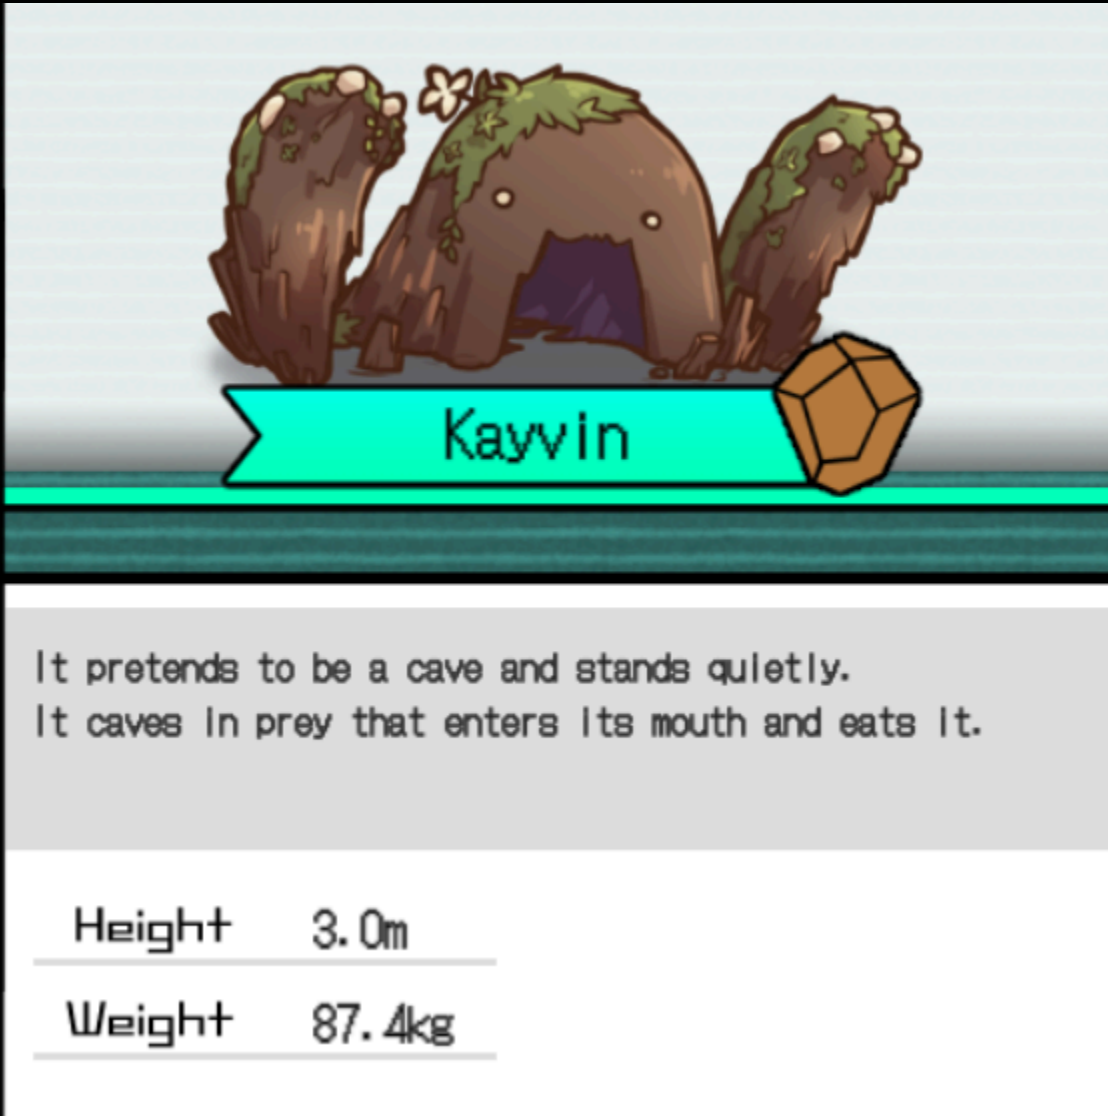 Kayvin
It pretends to be a cave and stands quietly.
It caves in prey that enters its mouth and eats it.
Height 3.0m
Weight 87.4kg